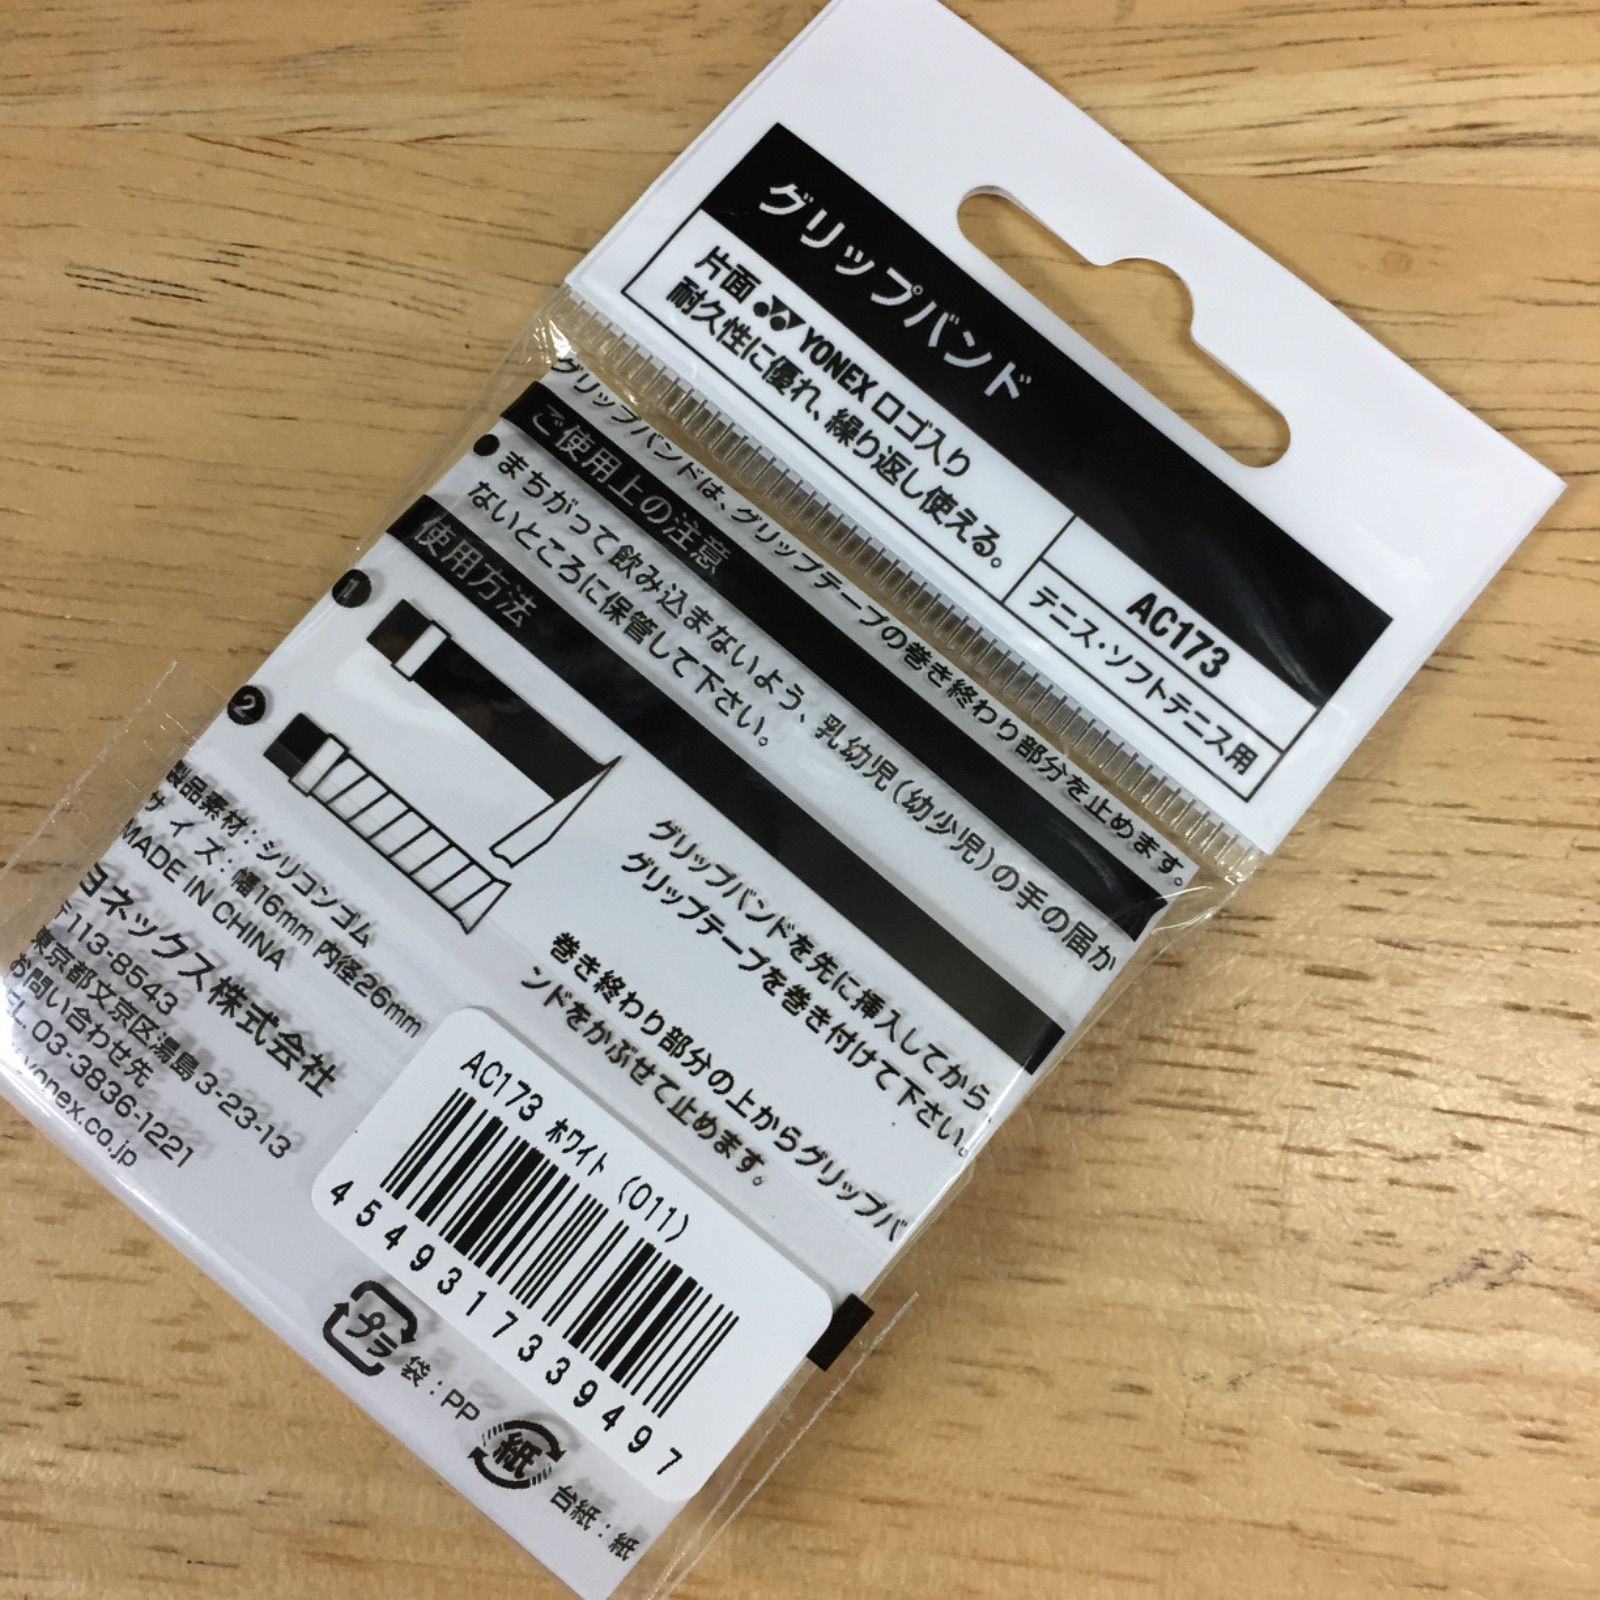 グリップバンド
片面 YONEX ロゴ入り
耐久性に優れ、繰り返し使える。
AC173
テニス・ソフトテニス用
グリップバンドは、グリップテープの巻き終わり部分を止めます。
ご使用上の注意
●まちがって飲み込まないよう、乳幼児(幼少児)の手の届か
ないところに保管して下さい。
使用方法
1
グリップバンドを先に挿入してから、
グリップテープを巻き付けて下さい。
2
巻き終わり部分の上からグリップバ
ンドをかぶせて止めます。
製品素材：シリコンゴム
サイズ：幅16mm 内径26mm
MADE IN CHINA
ヨネックス株式会社
〒113-8543
東京都文京区湯島3-23-13
お問い合わせ先
TEL. 03-3836-1221
yonex.co.jp
AC173 ホワイト (011)
4549317339497
プラ
袋：PP
紙
台紙：紙